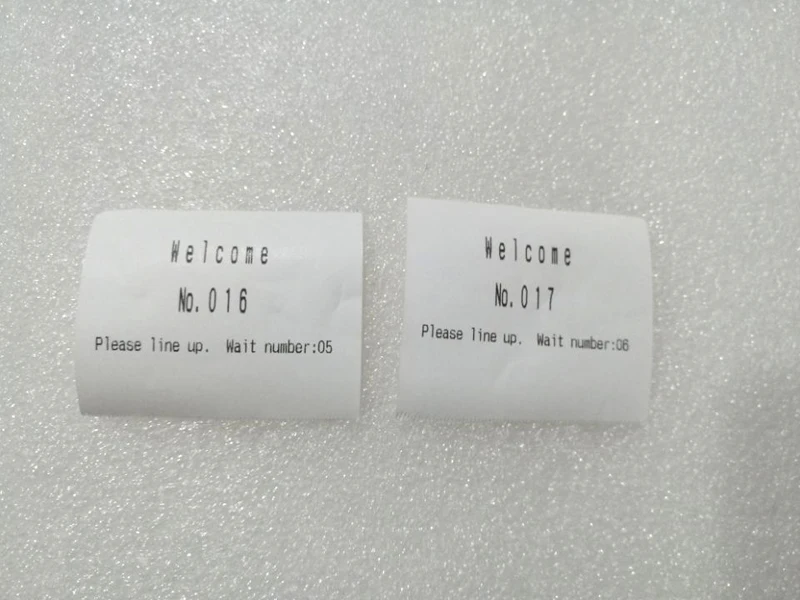 Welcome
No.016
Please line up. Wait number:05
Welcome
No.017
Please line up. Wait number:06